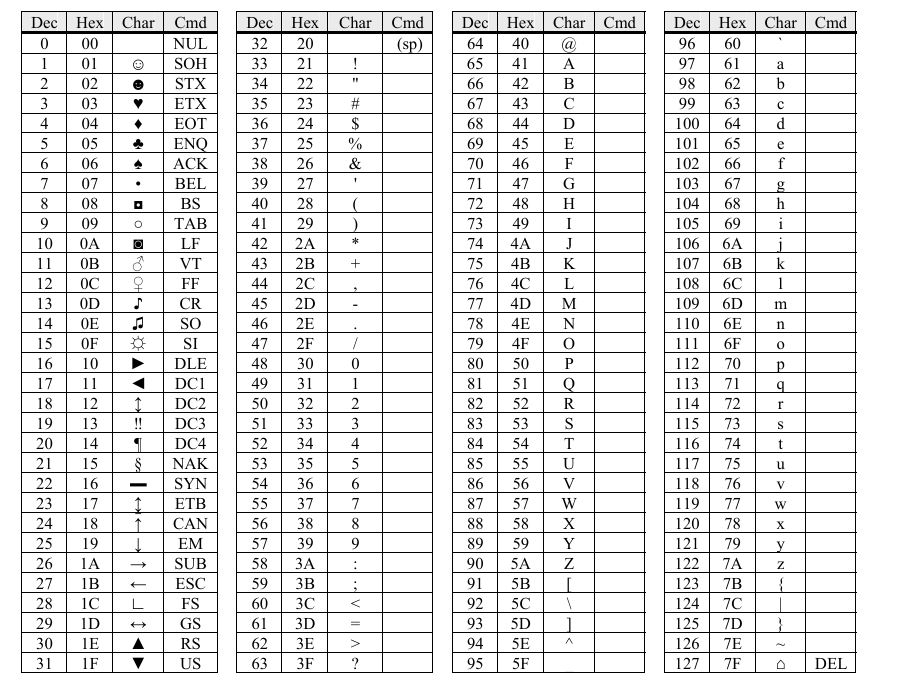 Dec Hex Char Cmd Dec Hex Char Cmd Dec Hex Char Cmd Dec Hex Char Cmd
0 00 NUL 32 20 (sp) 64 40 @ 96 60 `
1 01 ☺ SOH 33 21 ! 65 41 A 97 61 a
2 02 ☻ STX 34 22 " 66 42 B 98 62 b
3 03 ♥ ETX 35 23 # 67 43 C 99 63 c
4 04 ♦ EOT 36 24 $ 68 44 D 100 64 d
5 05 ♣ ENQ 37 25 % 69 45 E 101 65 e
6 06 ♠ ACK 38 26 & 70 46 F 102 66 f
7 07 • BEL 39 27 ' 71 47 G 103 67 g
8 08 ◘ BS 40 28 ( 72 48 H 104 68 h
9 09 ○ TAB 41 29 ) 73 49 I 105 69 i
10 0A ◙ LF 42 2A * 74 4A J 106 6A j
11 0B ♂ VT 43 2B + 75 4B K 107 6B k
12 0C ♀ FF 44 2C , 76 4C L 108 6C l
13 0D ♪ CR 45 2D - 77 4D M 109 6D m
14 0E ♫ SO 46 2E . 78 4E N 110 6E n
15 0F ☼ SI 47 2F / 79 4F O 111 6F o
16 10 ► DLE 48 30 0 80 50 P 112 70 p
17 11 ◄ DC1 49 31 1 81 51 Q 113 71 q
18 12 ↕ DC2 50 32 2 82 52 R 114 72 r
19 13 ‼ DC3 51 33 3 83 53 S 115 73 s
20 14 ¶ DC4 52 34 4 84 54 T 116 74 t
21 15 § NAK 53 35 5 85 55 U 117 75 u
22 16 ▬ SYN 54 36 6 86 56 V 118 76 v
23 17 ↨ ETB 55 37 7 87 57 W 119 77 w
24 18 ↑ CAN 56 38 8 88 58 X 120 78 x
25 19 ↓ EM 57 39 9 89 59 Y 121 79 y
26 1A → SUB 58 3A : 90 5A Z 122 7A z
27 1B ← ESC 59 3B ; 91 5B [ 123 7B {
28 1C ∟ FS 60 3C < 92 5C \ 124 7C |
29 1D ↔ GS 61 3D = 93 5D ] 125 7D }
30 1E ▲ RS 62 3E > 94 5E ^ 126 7E ~
31 1F ▼ US 63 3F ? 95 5F _ 127 7F ⌂ DEL